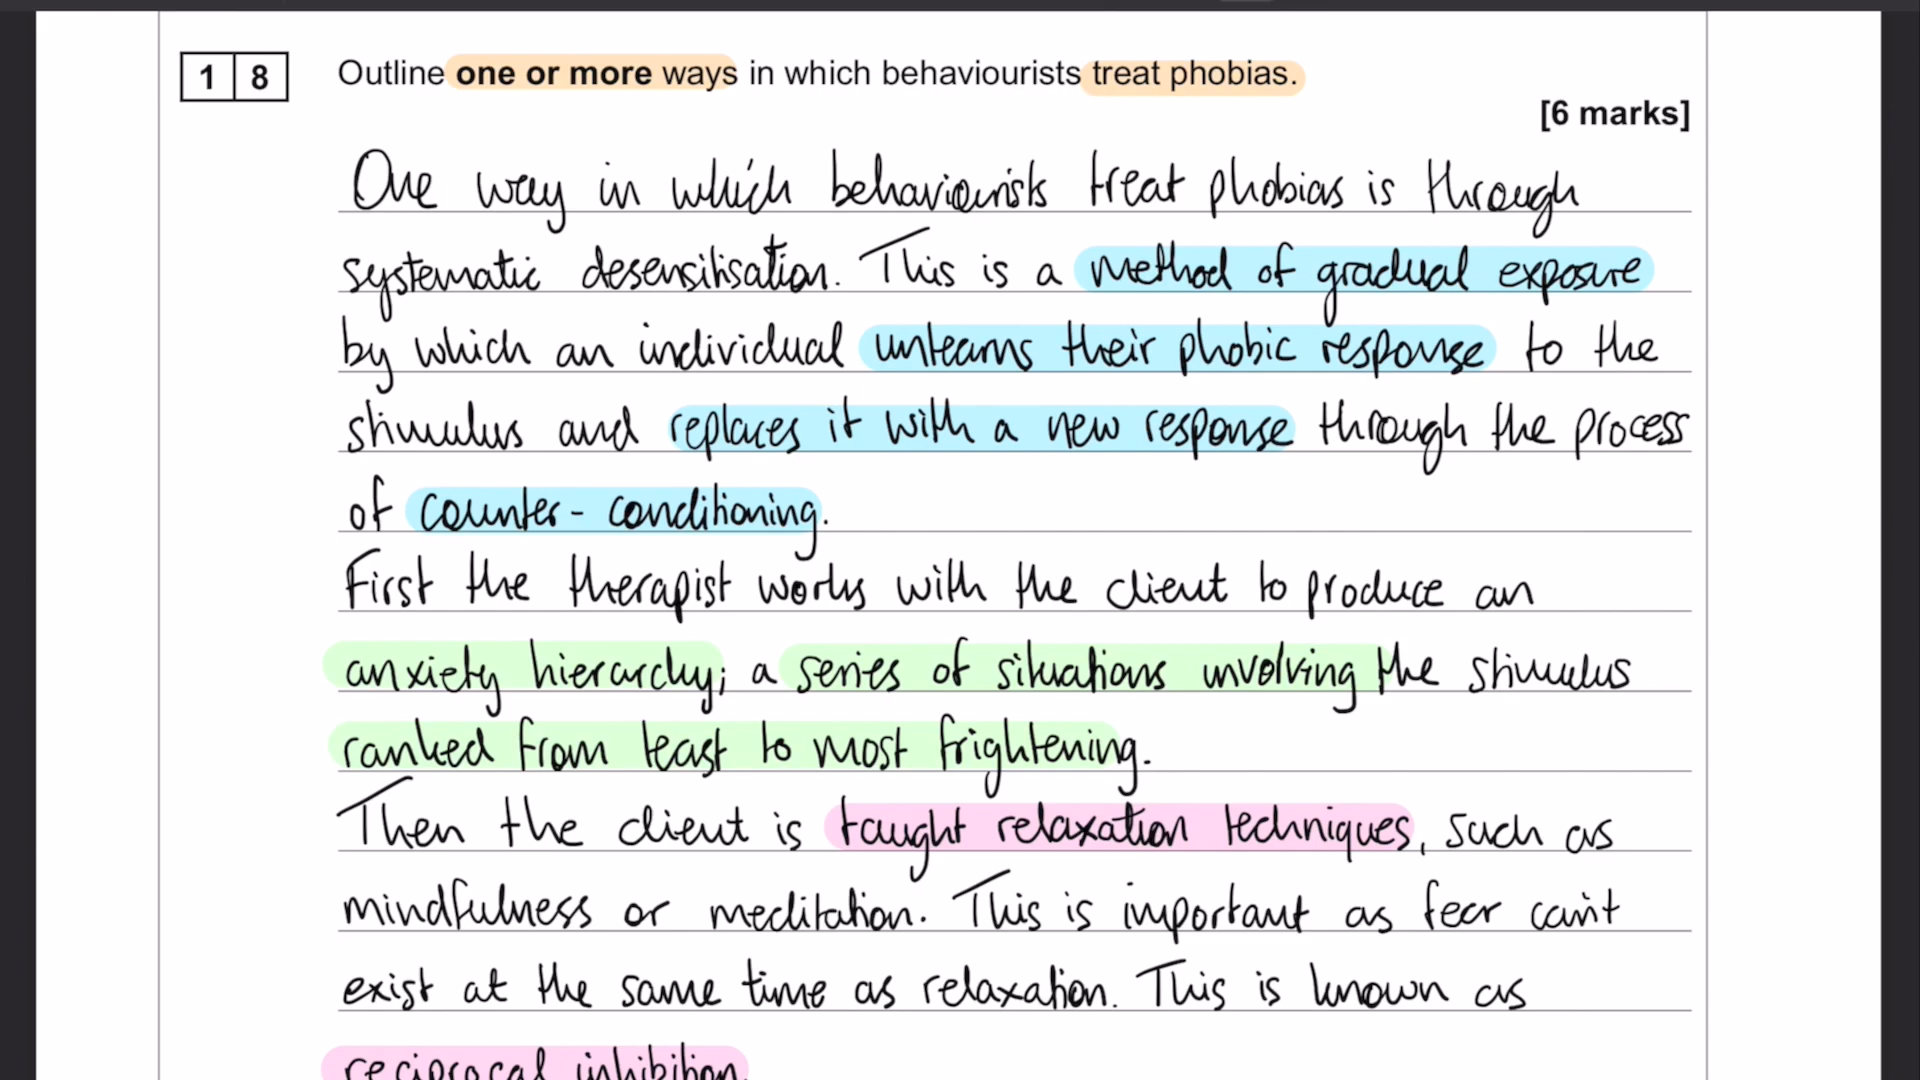 18 Outline one or more ways in which behaviourists treat phobias.
[6 marks]
One way in which behaviourists treat phobias is through
systematic desensitisation. This is a method of gradual exposure
by which an individual unlearns their phobic response to the
stimulus and replaces it with a new response through the process
of counter-conditioning.
First the therapist works with the client to produce an
anxiety hierarchy; a series of situations involving the stimulus
ranked from least to most frightening.
Then the client is taught relaxation techniques, such as
mindfulness or meditation. This is important as fear can't
exist at the same time as relaxation. This is known as
reciprocal inhibition.